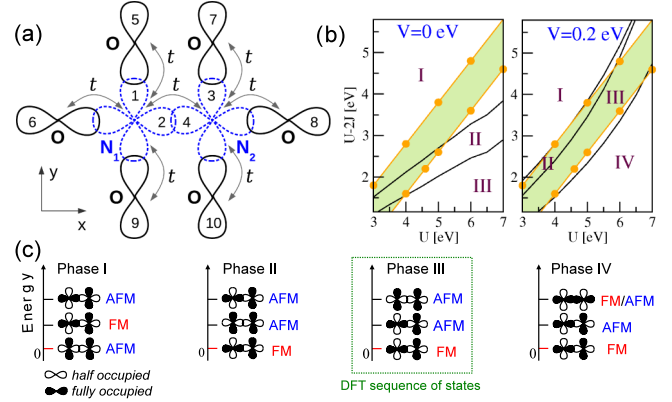 (a)
5
7
O
O
t
t
t
t
t
1
3
6
2
4
8
O
O
N1
N2
O
O
t
t
9
10
y
x
(b)
V=0 eV
V=0.2 eV
U-2J [eV]
5
4
3
2
I
II
III
3 4 5 6 7
U [eV]
5
4
3
2
I
II
III
IV
3 4 5 6 7
U [eV]
(c)
Energy
0
Phase I
AFM
FM
AFM
half occupied
fully occupied
0
Phase II
AFM
AFM
FM
0
Phase III
AFM
AFM
FM
DFT sequence of states
0
Phase IV
FM/AFM
AFM
FM